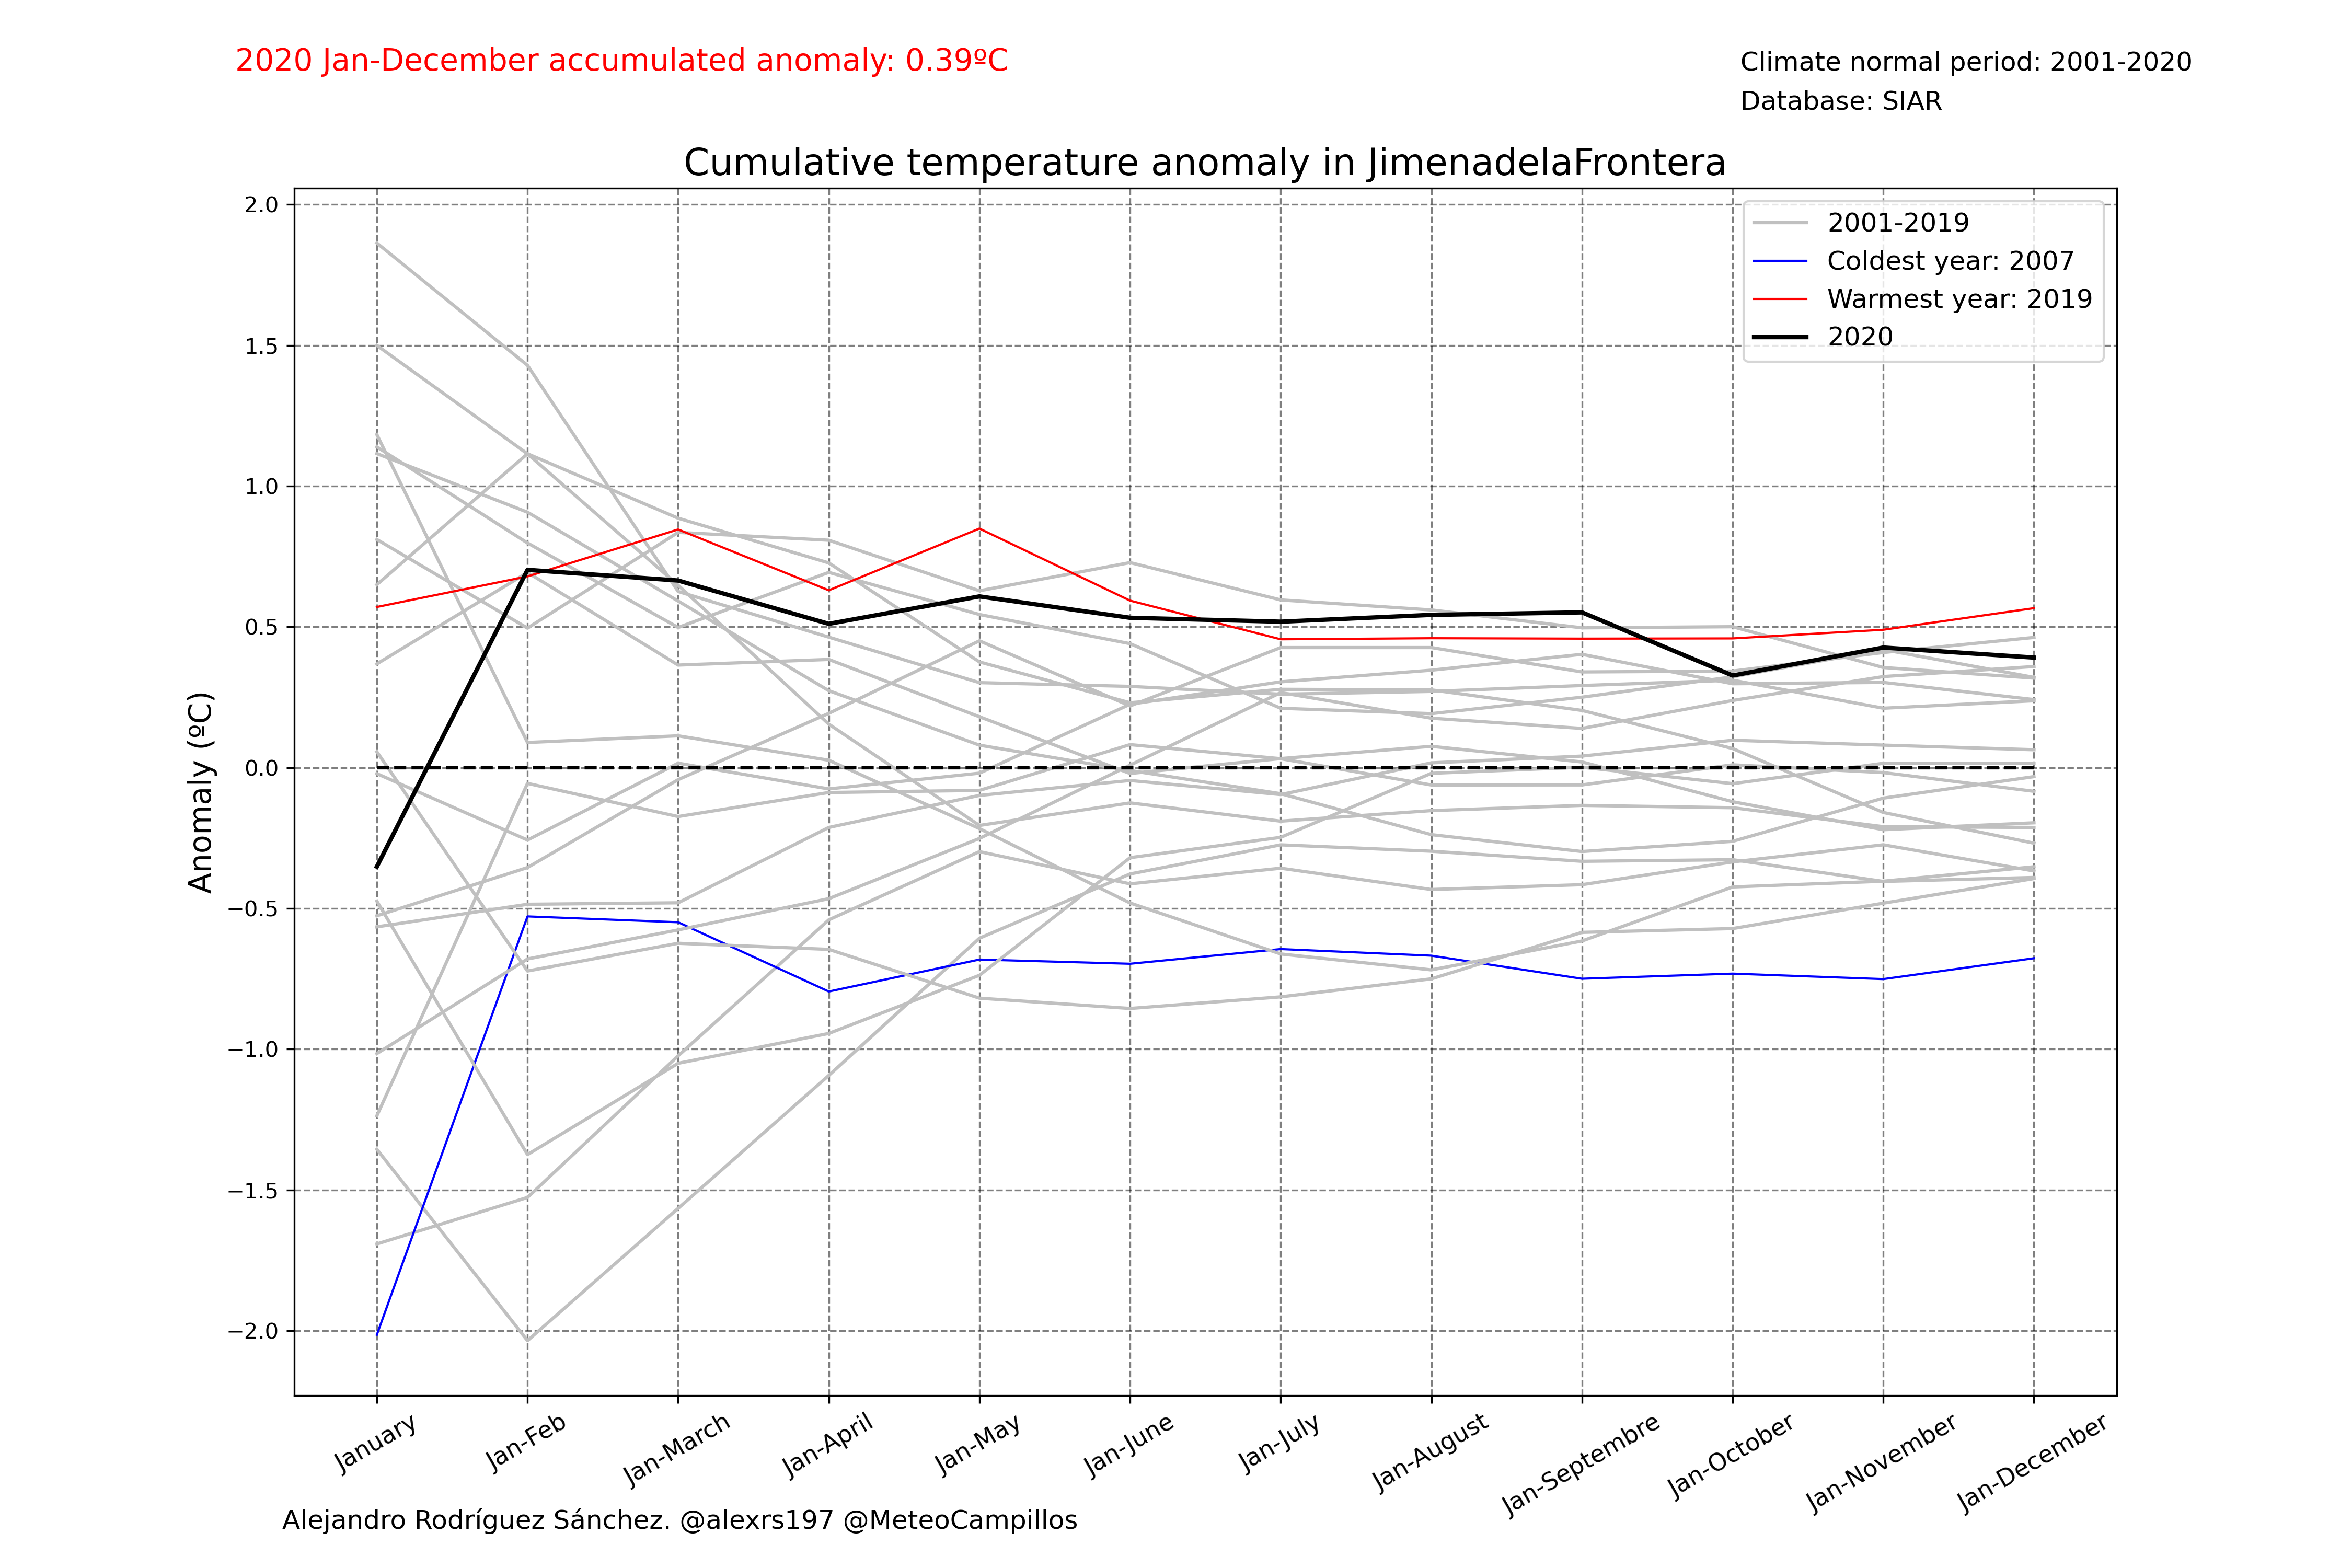 2020 Jan-December accumulated anomaly: 0.39ºC
Climate normal period: 2001-2020
Database: SIAR
Cumulative temperature anomaly in JimenadelaFrontera
2001-2019
Coldest year: 2007
Warmest year: 2019
2020
Anomaly (ºC)
2.0
1.5
1.0
0.5
0.0
−0.5
−1.0
−1.5
−2.0
January
Jan-Feb
Jan-March
Jan-April
Jan-May
Jan-June
Jan-July
Jan-August
Jan-Septembre
Jan-October
Jan-November
Jan-December
Alejandro Rodríguez Sánchez. @alexrs197 @MeteoCampillos